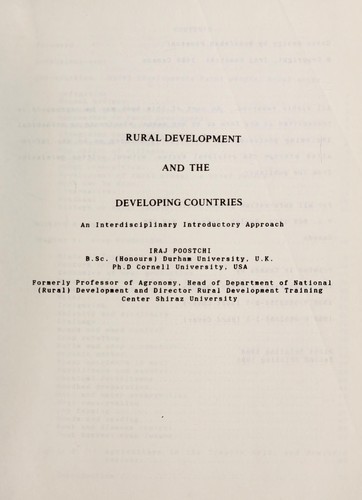 RURAL DEVELOPMENT
AND THE
DEVELOPING COUNTRIES
An Interdisciplinary Introductory Approach
IRAJ POOSTCHI
B.Sc. (Honours) Durham University, U.K.
Ph.D Cornell University, USA
Formerly Professor of Agronomy, Head of Department of National
(Rural) Development and Director Rural Development Training
Center Shiraz University